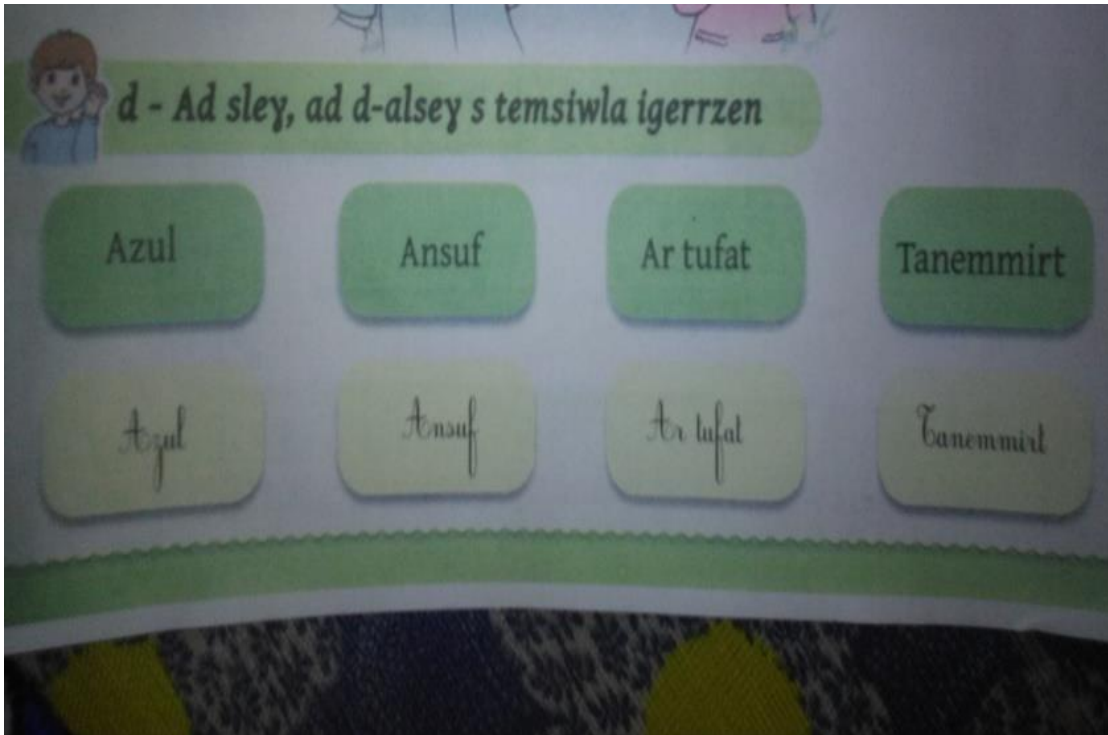 d - Ad sleɣ, ad d-alseɣ s temsiwla igerrzen
Azul Ansuf Ar tufat Tanemmirt
Azul Ansuf Ar tufat Tanemmirt